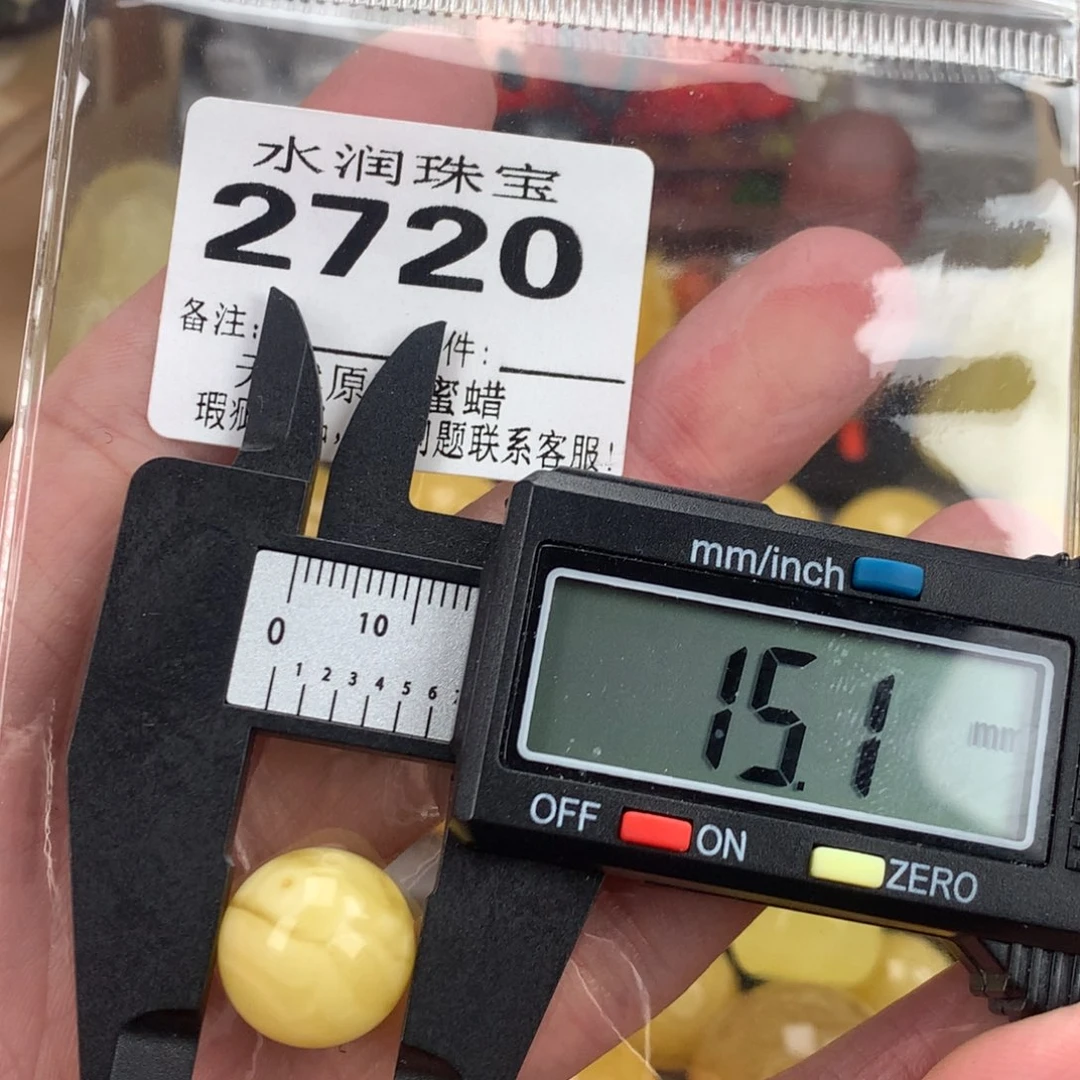 水润珠宝
2720
备注: 件:
原 蜜蜡
瑕疵 问题联系客服!
mm/inch
0 10
1 2 3 4 5 6
15.1 mm
OFF ON ZERO